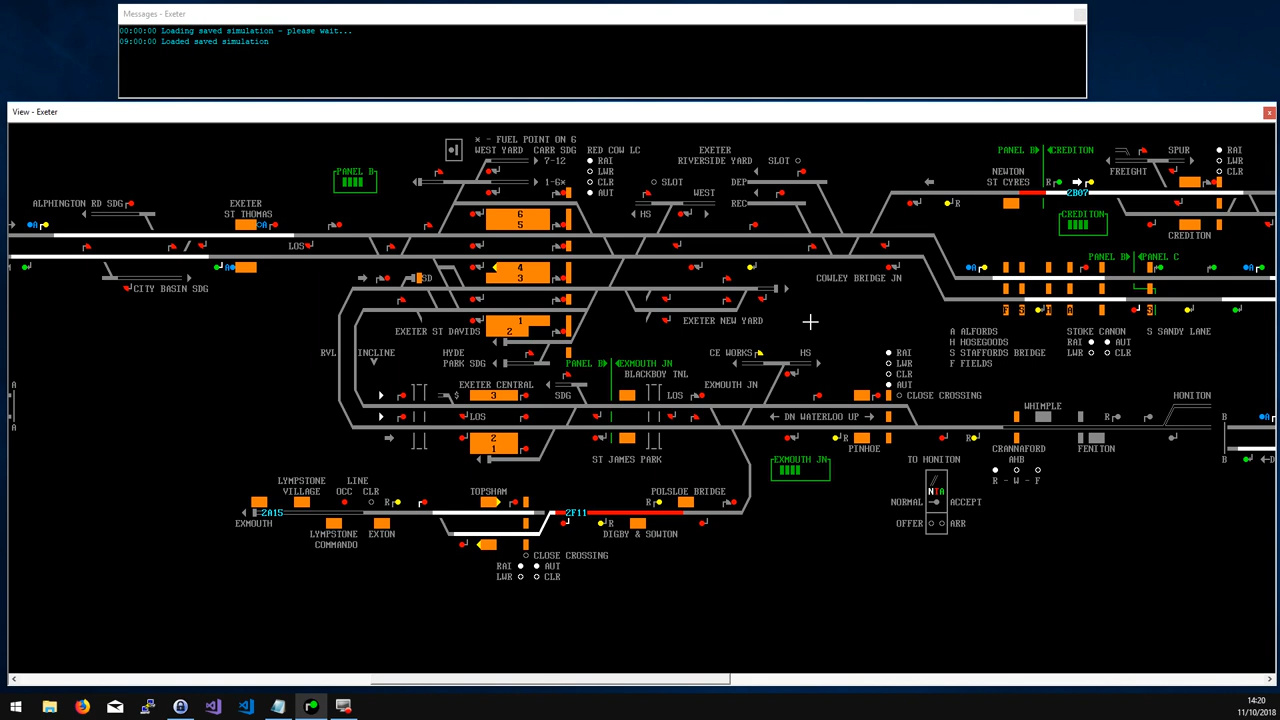 Messages - Exeter
00:00:00 Loading saved simulation - please wait...
09:00:00 Loaded saved simulation
View - Exeter
* - FUEL POINT ON 6
WEST YARD CARR SDG RED COW LC EXETER PANEL B CREDITON SPUR RAI
7-12 RAI RIVERSIDE YARD SLOT LWR
LWR NEWTON FREIGHT CLR
PANEL B 1-6* CLR SLOT DEP ST CYRES R 2B07 AUT
AUT WEST REC R
ALPHINGTON RD SDG EXETER ST THOMAS 6 HS CREDITON
A A 5 CREDITON
LOS PANEL B PANEL C
A 4 A A
CITY BASIN SDG SD 3 COWLEY BRIDGE JN
EXETER ST DAVIDS 1 EXETER NEW YARD F S H A S
2 A ALFORDS STOKE CANON S SANDY LANE
H HOSEGOODS RAI AUT
RVL INCLINE HYDE PARK SDG PANEL B EXMOUTH JN CE WORKS HS RAI S STAFFORDS BRIDGE LWR CLR
BLACKBOY TNL LWR F FIELDS
CLR
EXETER CENTRAL SDG EXMOUTH JN AUT
$ 3 LOS CLOSE CROSSING WHIMPLE HONITON
A LOS DN WATERLOO UP R B A
A 2 R PINHOE R CRANNAFORD FENITON B D
1 ST JAMES PARK EXMOUTH JN TO HONITON AHB
R - W - F
LYMPSTONE VILLAGE LINE
OCC CLR R TOPSHAM POLSLOE BRIDGE R NTA
NORMAL ACCEPT
2A15 2F11
EXMOUTH LYMPSTONE COMMANDO EXTON R DIGBY & SOWTON OFFER ARR
CLOSE CROSSING
RAI AUT
LWR CLR
14:20
11/10/2018